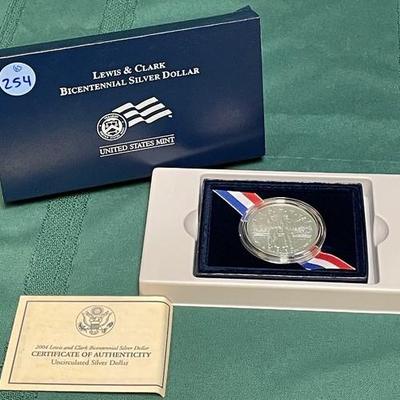 254
LEWIS & CLARK
BICENTENNIAL SILVER DOLLAR
UNITED STATES MINT
2004 Lewis and Clark Bicentennial Silver Dollar
CERTIFICATE OF AUTHENTICITY
Uncirculated Silver Dollar